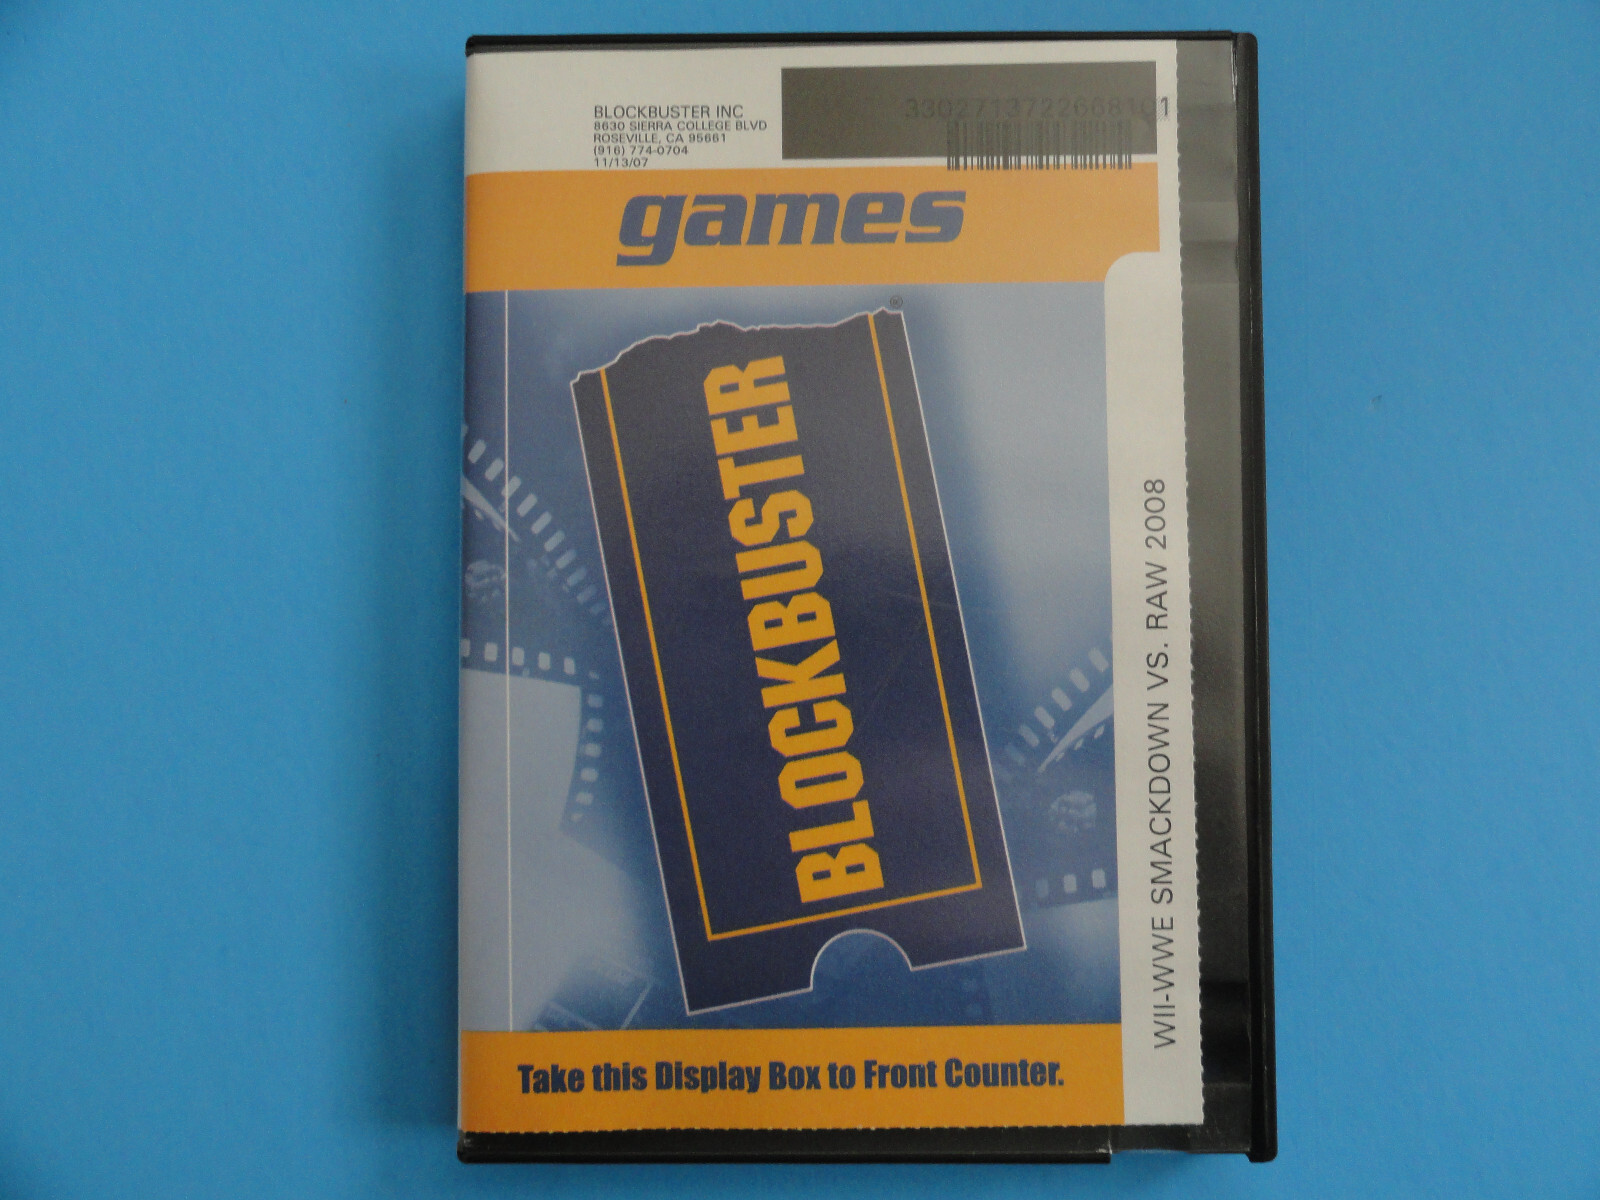 BLOCKBUSTER INC
8630 SIERRA COLLEGE BLVD
ROSEVILLE, CA 95661
(916) 774-0704
11/13/07
3302713722668101
games
®
BLOCKBUSTER
WII-WWE SMACKDOWN VS. RAW 2008
Take this Display Box to Front Counter.